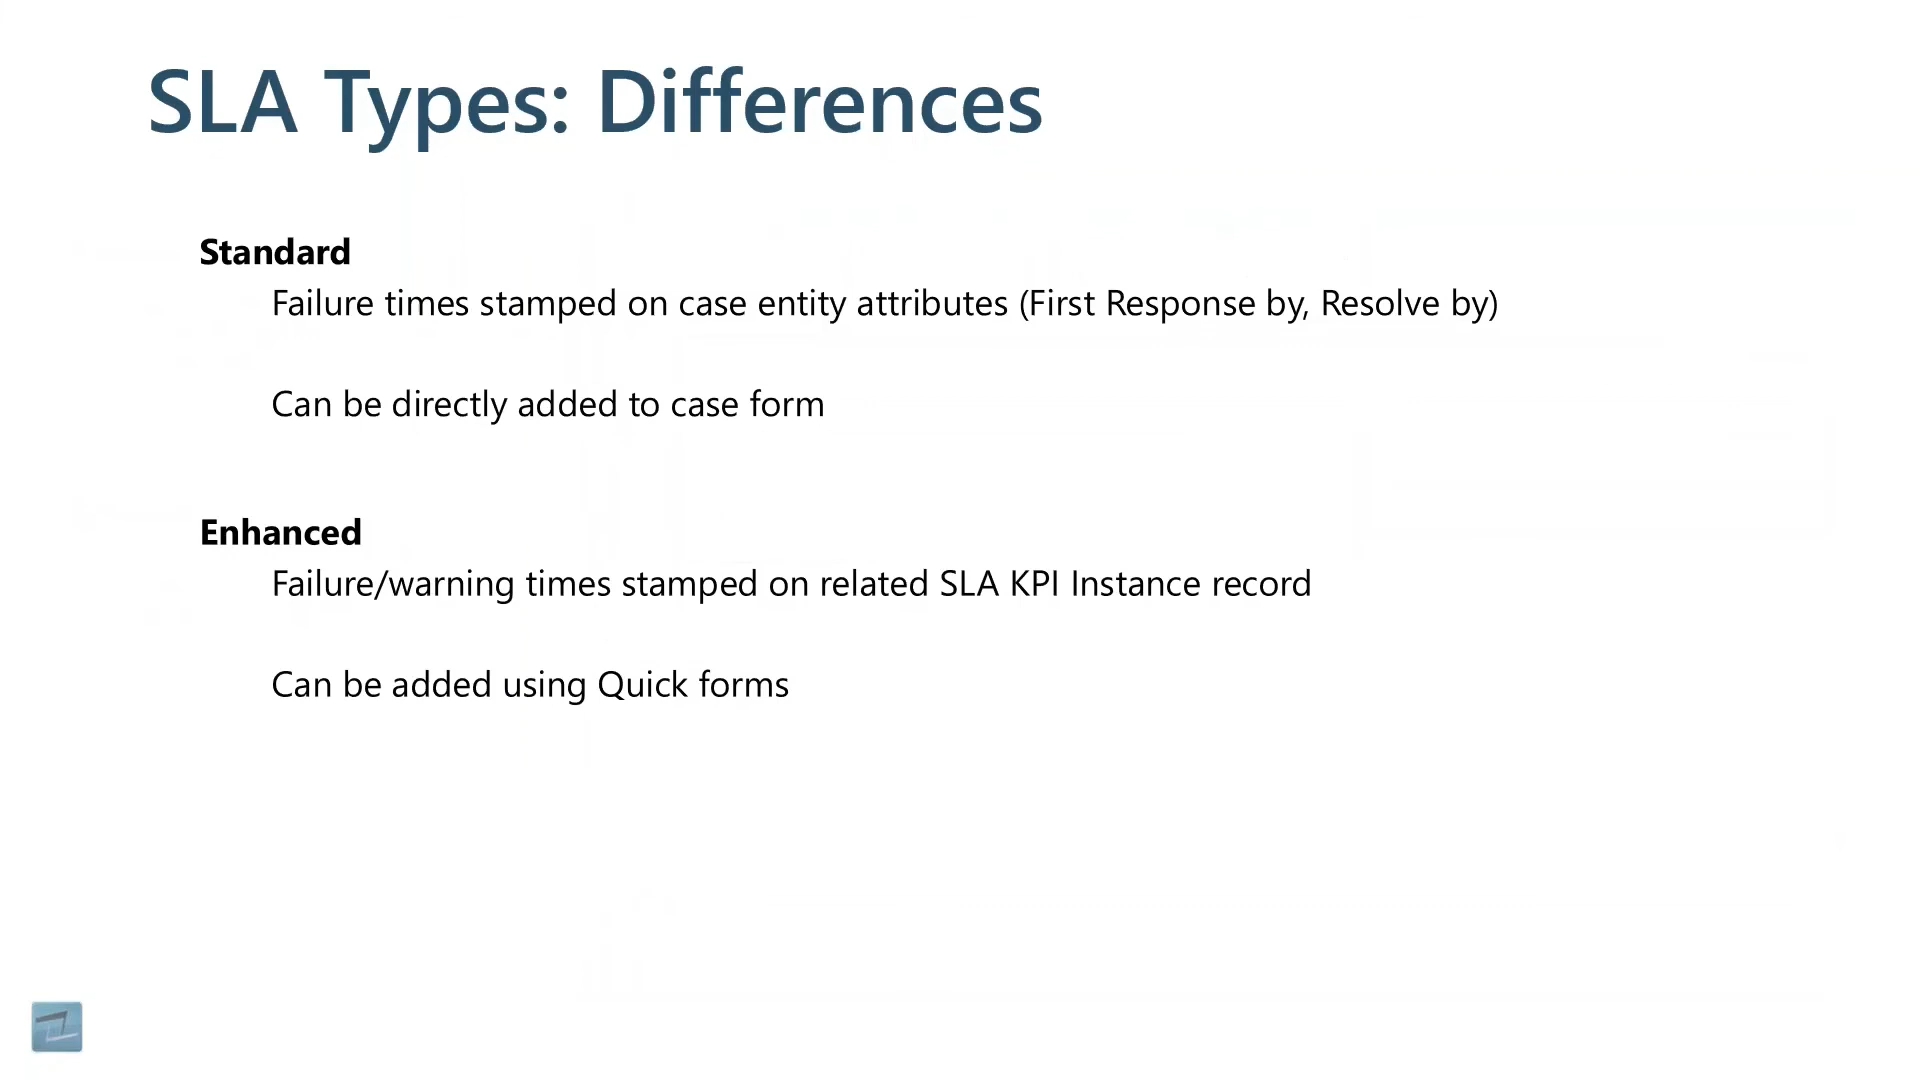 SLA Types: Differences
Standard
Failure times stamped on case entity attributes (First Response by, Resolve by)
Can be directly added to case form
Enhanced
Failure/warning times stamped on related SLA KPI Instance record
Can be added using Quick forms